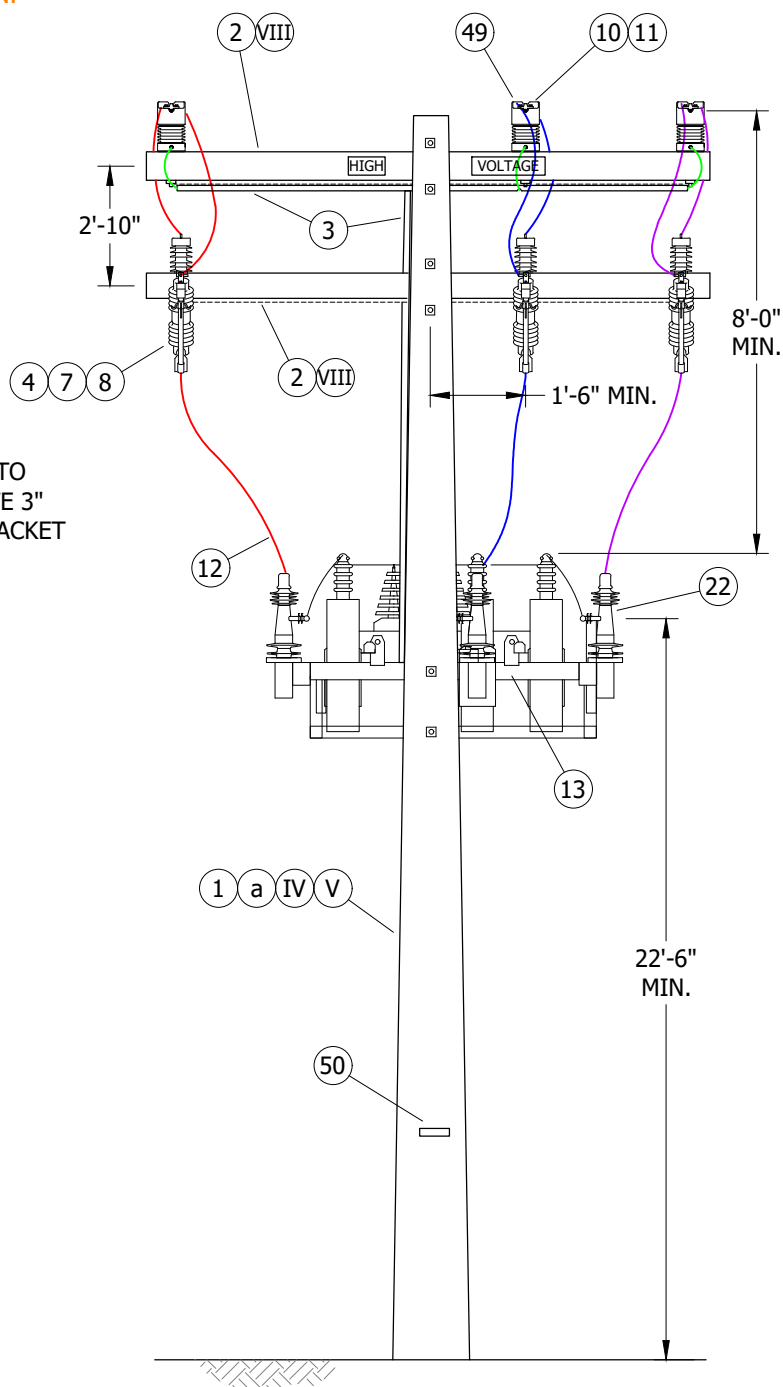 2 VIII
49
10 11
HIGH VOLTAGE
2'-10"
3
8'-0"
MIN.
2 VIII
4 7 8
1'-6" MIN.
TO
3"
12
22
13
1 a IV V
22'-6"
MIN.
50